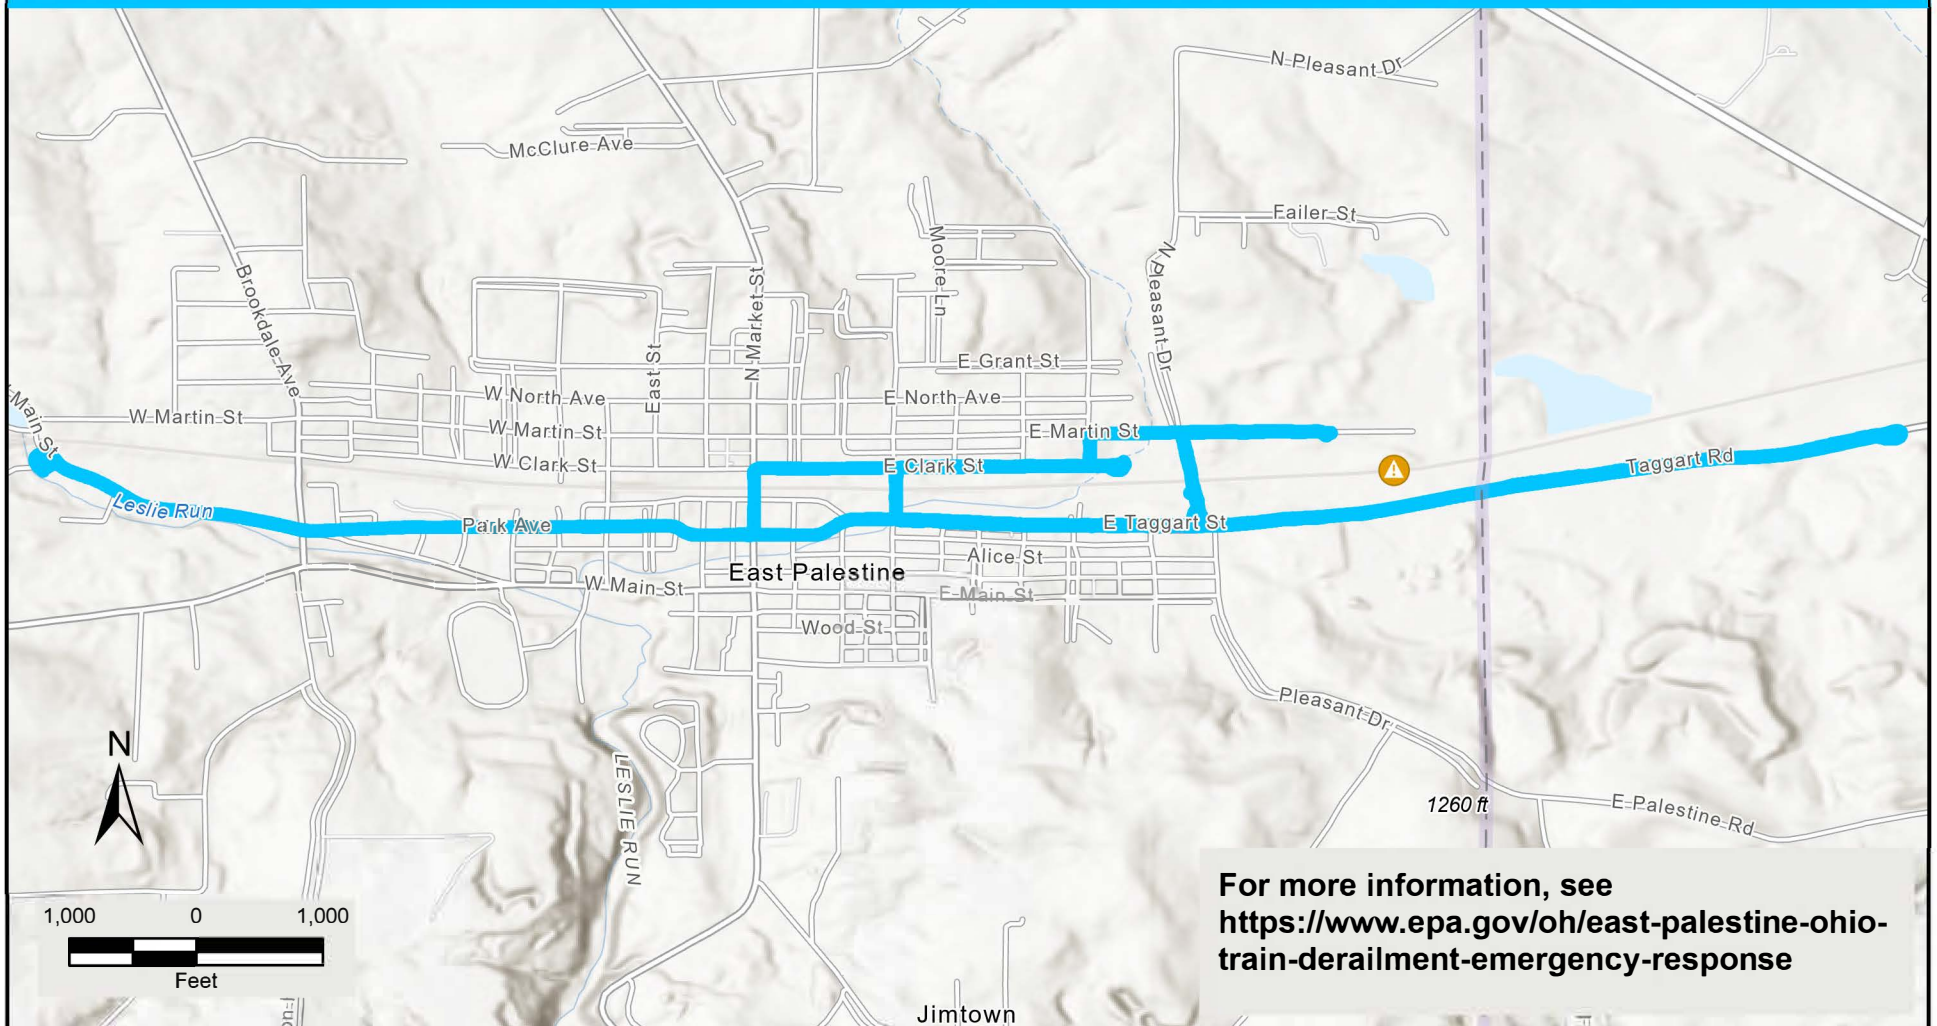 N Pleasant Dr
McClure Ave
Failer St
Moore Ln
N Pleasant Dr
Brookdale Ave
N Market St
East St
E Grant St
W North Ave
E North Ave
Main St
W Martin St
W Martin St
E Martin St
W Clark St
E Clark St
Taggart Rd
Leslie Run
Park Ave
E Taggart St
Alice St
East Palestine
W Main St
E Main St
Wood St
Pleasant Dr
N
LESLIE RUN
1260 ft
E Palestine Rd
For more information, see
https://www.epa.gov/oh/east-palestine-ohio-
train-derailment-emergency-response
1,000 0 1,000
Feet
Jimtown